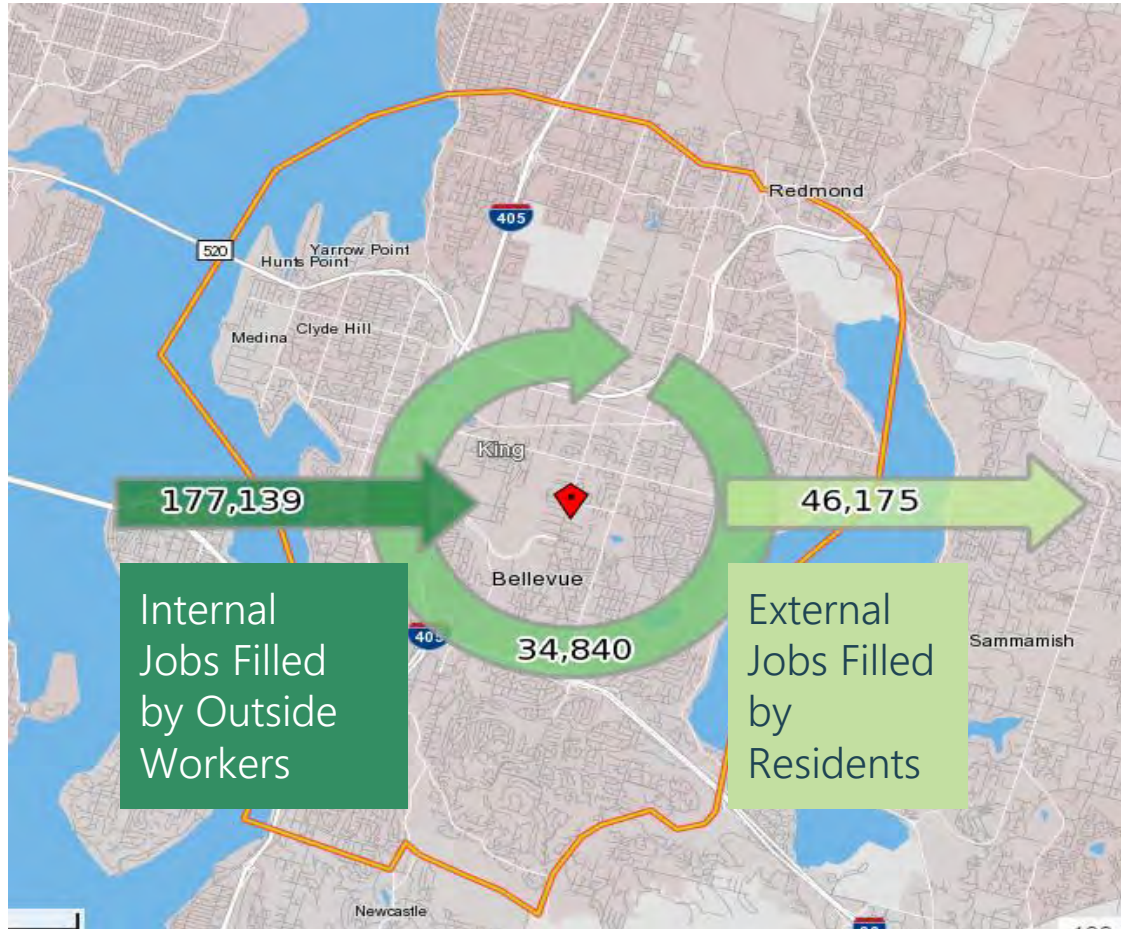 Redmond
405
520
Yarrow Point
Hunts Point
Medina
Clyde Hill
King
177,139
46,175
Bellevue
Internal
Jobs Filled
by Outside
Workers
405
34,840
External
Jobs Filled
by
Residents
Sammamish
Newcastle